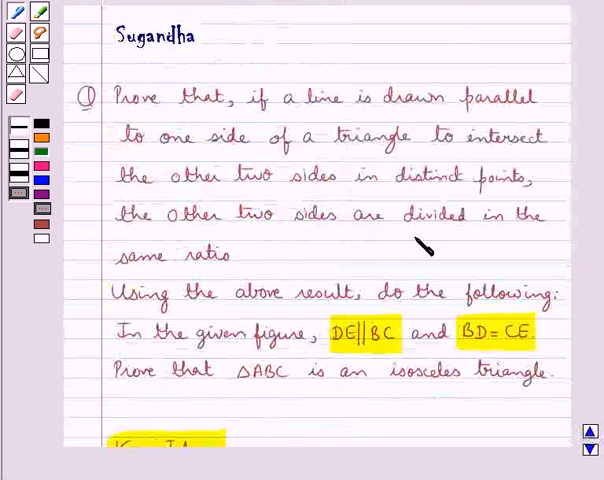 Sugandha
Q Prove that, if a line is drawn parallel
to one side of a triangle to intersect
the other two sides in distinct points,
the other two sides are divided in the
same ratio
Using the above result, do the following:
In the given figure, DE||BC and BD = CE.
Prove that △ABC is an isosceles triangle.